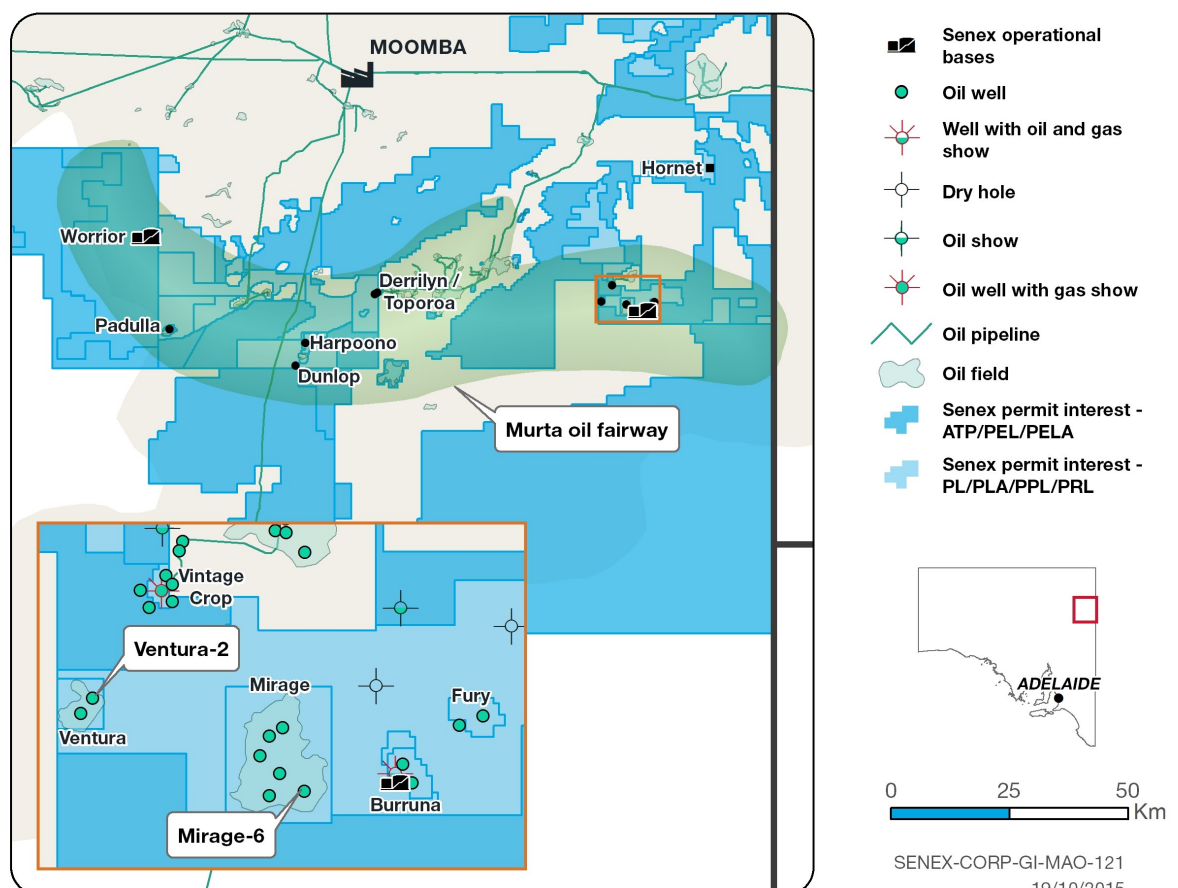 MOOMBA
Hornet
Worrior
Derrilyn /
Toporoa
Padulla
Harpoono
Dunlop
Murta oil fairway
Vintage
Crop
Ventura-2
Mirage
Fury
Ventura
Burruna
Mirage-6
Senex operational
bases
Oil well
Well with oil and gas
show
Dry hole
Oil show
Oil well with gas show
Oil pipeline
Oil field
Senex permit interest -
ATP/PEL/PELA
Senex permit interest -
PL/PLA/PPL/PRL
ADELAIDE
0 25 50
Km
SENEX-CORP-GI-MAO-121
19/10/2015